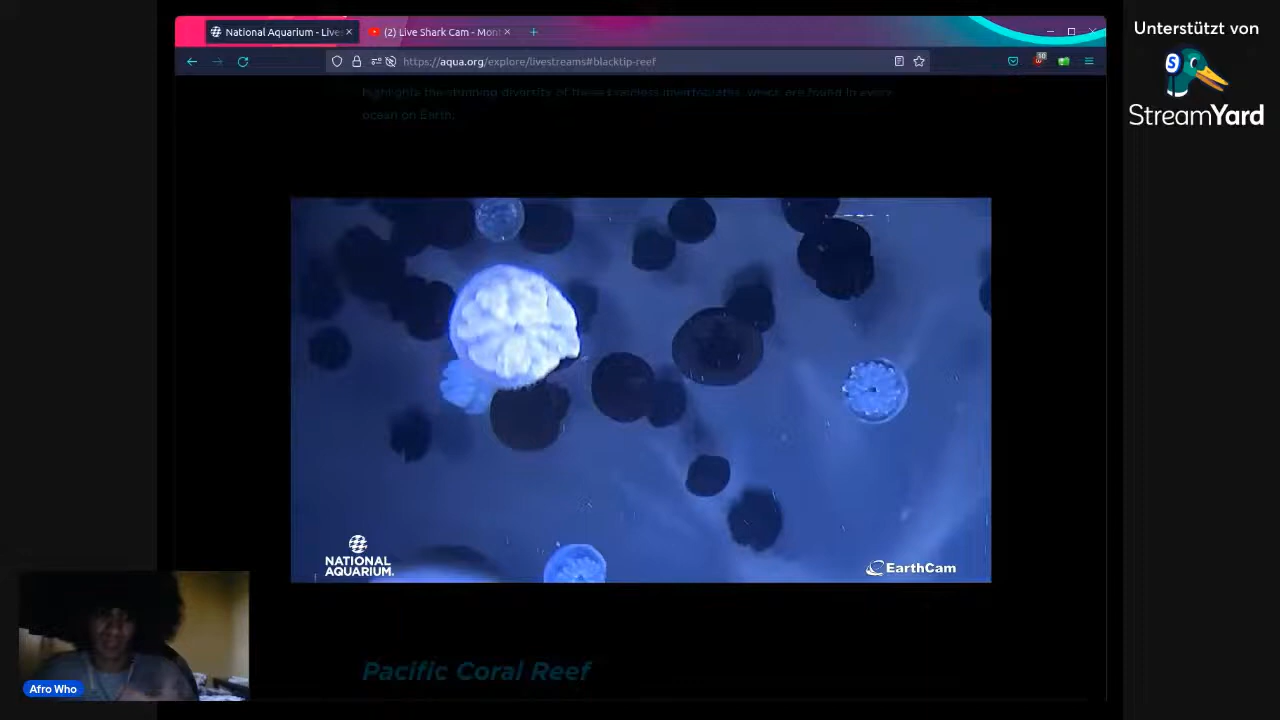 National Aquarium - Live
(2) Live Shark Cam - Mont
https://aqua.org/explore/livestreams#blacktip-reef
highlights the stunning diversity of these boneless invertebrates, which are found in every
ocean on Earth.
NATIONAL
AQUARIUM.
EarthCam
Pacific Coral Reef
Afro Who
Unterstützt von
S
StreamYard